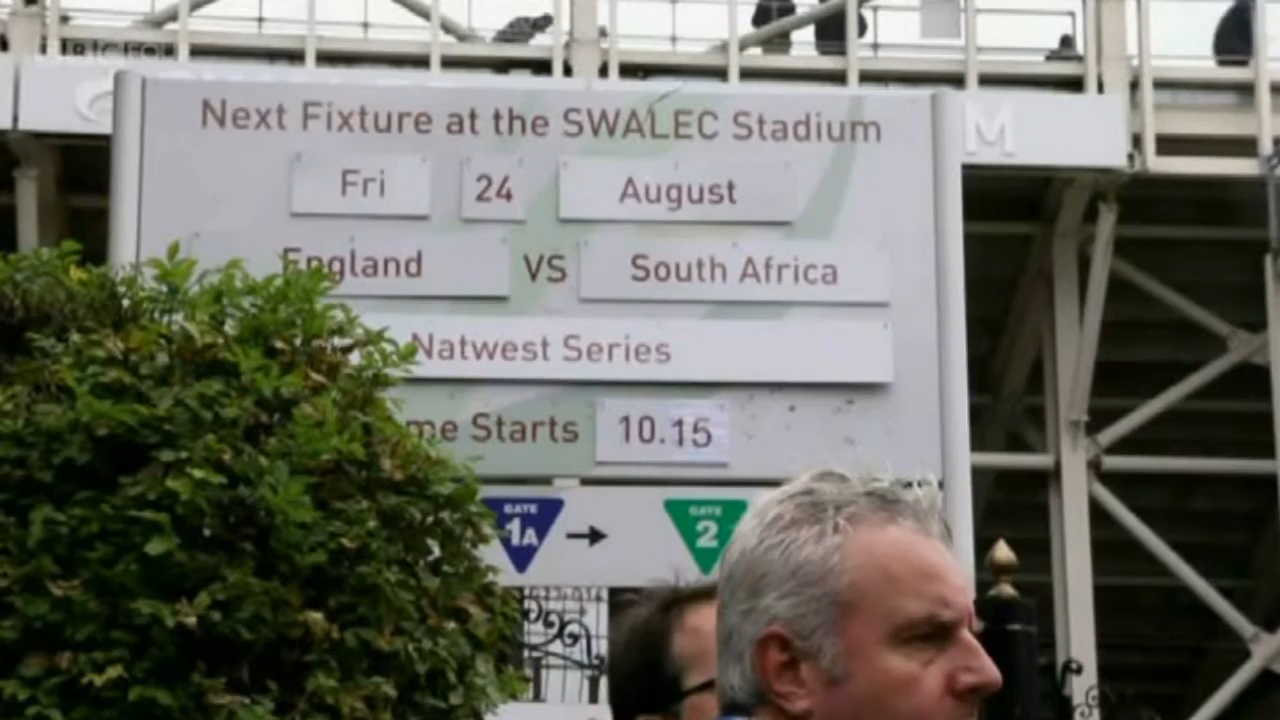 Next Fixture at the SWALEC Stadium
M
Fri 24 August
England VS South Africa
Natwest Series
me Starts 10.15
GATE 1A → GATE 2